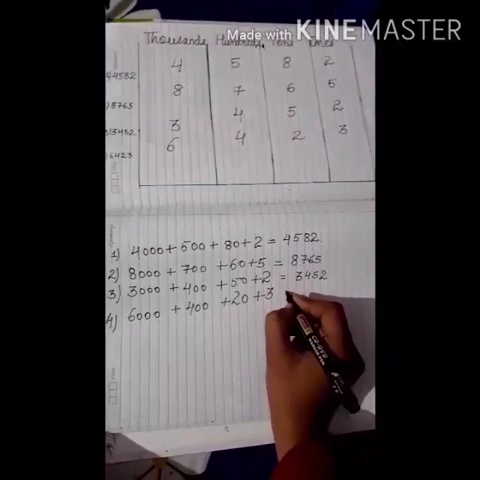 Made with KINEMASTER
Thousands Hundreds Tens Ones
4582 4 5 8 2
8765 8 7 6 5
3452 3 4 5 2
6423 6 4 2 3
1) 4000 + 500 + 80 + 2 = 4582
2) 8000 + 700 + 60 + 5 = 8765
3) 3000 + 400 + 50 + 2 = 3452
4) 6000 + 400 + 20 + 3
CD-DVD